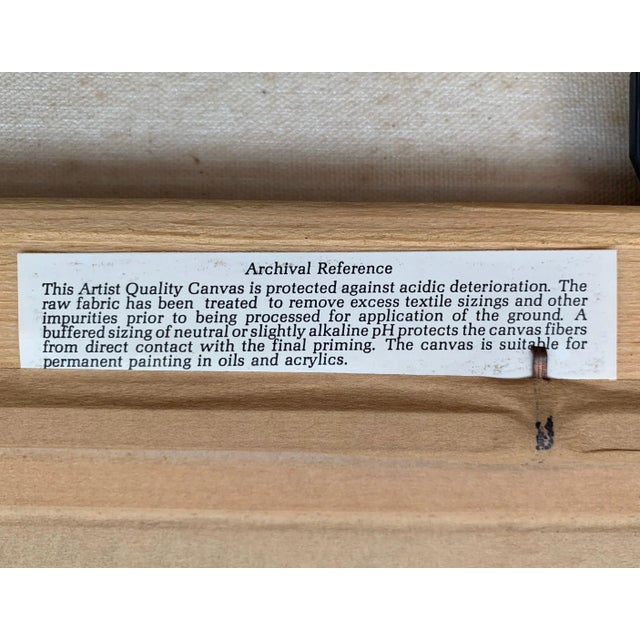 Archival Reference
This Artist Quality Canvas is protected against acidic deterioration. The
raw fabric has been treated to remove excess textile sizings and other
impurities prior to being processed for application of the ground. A
buffered sizing of neutral or slightly alkaline pH protects the canvas fibers
from direct contact with the final priming. The canvas is suitable for
permanent painting in oils and acrylics.